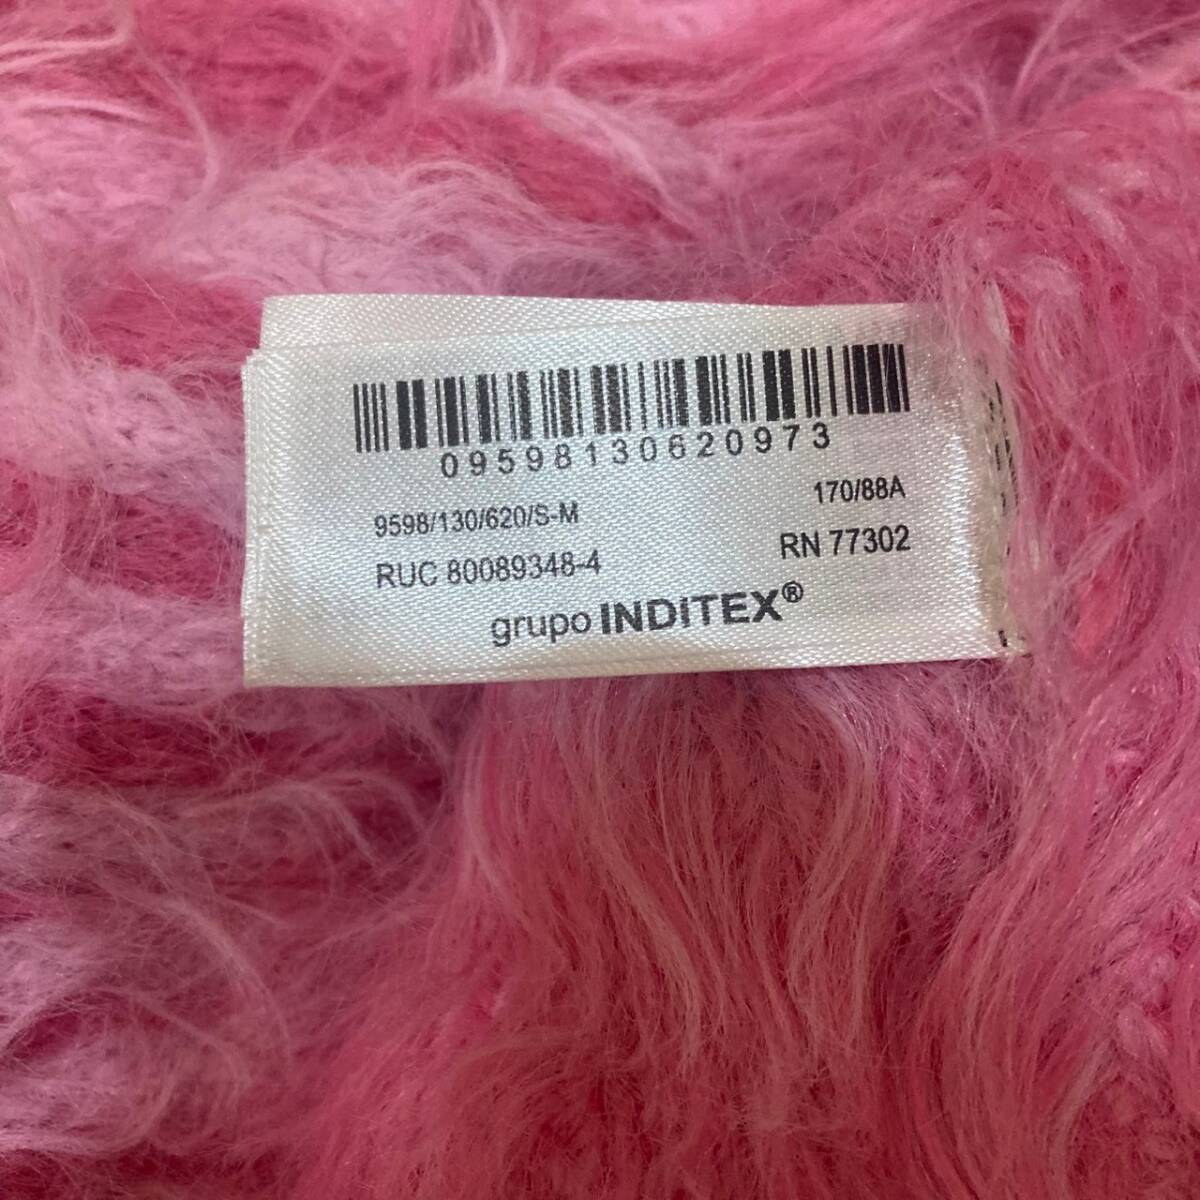 09598130620973
9598/130/620/S-M 170/88A
RUC 80089348-4 RN 77302
grupo INDITEX®